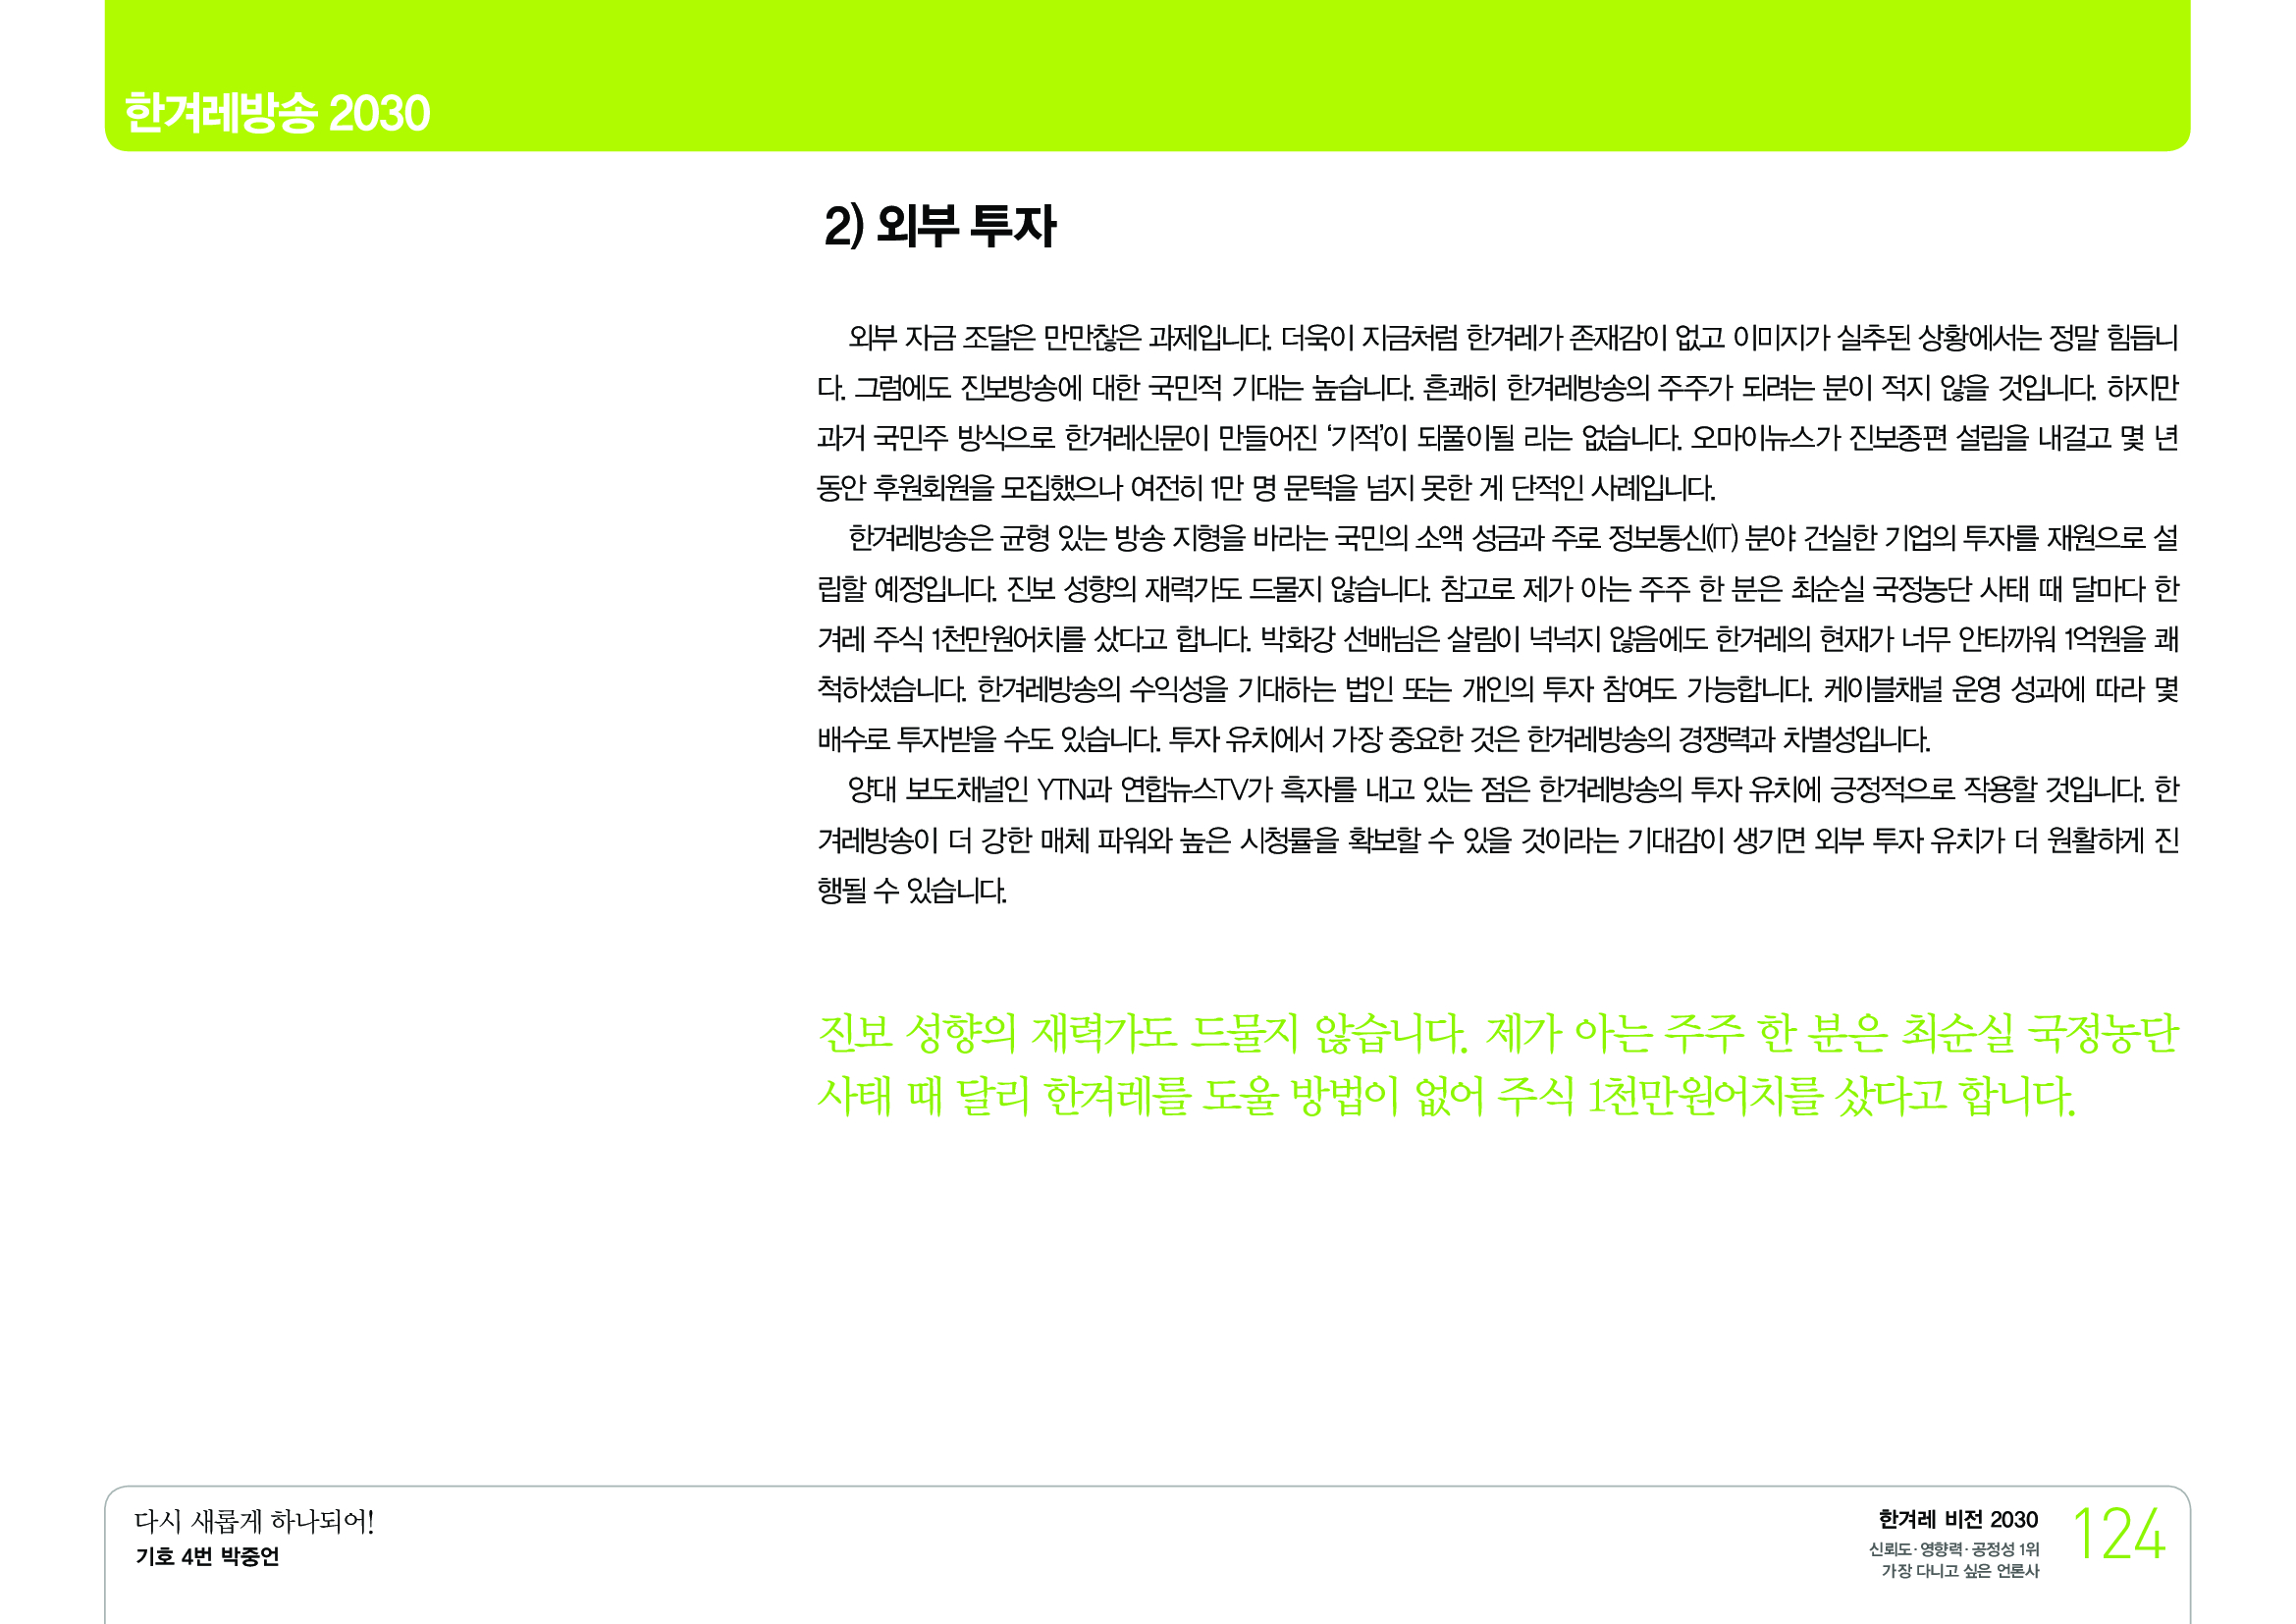 한겨레방송 2030
2) 외부 투자
외부 자금 조달은 만만찮은 과제입니다. 더욱이 지금처럼 한겨레가 존재감이 없고 이미지가 실추된 상황에서는 정말 힘듭니
다. 그럼에도 진보방송에 대한 국민적 기대는 높습니다. 흔쾌히 한겨레방송의 주주가 되려는 분이 적지 않을 것입니다. 하지만
과거 국민주 방식으로 한겨레신문이 만들어진 ‘기적’이 되풀이될 리는 없습니다. 오마이뉴스가 진보종편 설립을 내걸고 몇 년
동안 후원회원을 모집했으나 여전히 1만 명 문턱을 넘지 못한 게 단적인 사례입니다.
한겨레방송은 균형 있는 방송 지형을 바라는 국민의 소액 성금과 주로 정보통신(IT) 분야 건실한 기업의 투자를 재원으로 설
립할 예정입니다. 진보 성향의 재력가도 드물지 않습니다. 참고로 제가 아는 주주 한 분은 최순실 국정농단 사태 때 달마다 한
겨레 주식 1천만원어치를 샀다고 합니다. 박화강 선배님은 살림이 넉넉지 않음에도 한겨레의 현재가 너무 안타까워 1억원을 쾌
척하셨습니다. 한겨레방송의 수익성을 기대하는 법인 또는 개인의 투자 참여도 가능합니다. 케이블채널 운영 성과에 따라 몇
배수로 투자받을 수도 있습니다. 투자 유치에서 가장 중요한 것은 한겨레방송의 경쟁력과 차별성입니다.
양대 보도채널인 YTN과 연합뉴스TV가 흑자를 내고 있는 점은 한겨레방송의 투자 유치에 긍정적으로 작용할 것입니다. 한
겨레방송이 더 강한 매체 파워와 높은 시청률을 확보할 수 있을 것이라는 기대감이 생기면 외부 투자 유치가 더 원활하게 진
행될 수 있습니다.
진보 성향의 재력가도 드물지 않습니다. 제가 아는 주주 한 분은 최순실 국정농단
사태 때 달리 한겨레를 도울 방법이 없어 주식 1천만원어치를 샀다고 합니다.
다시 새롭게 하나되어!
기호 4번 박중언
한겨레 비전 2030
신뢰도·영향력·공정성 1위
가장 다니고 싶은 언론사
124